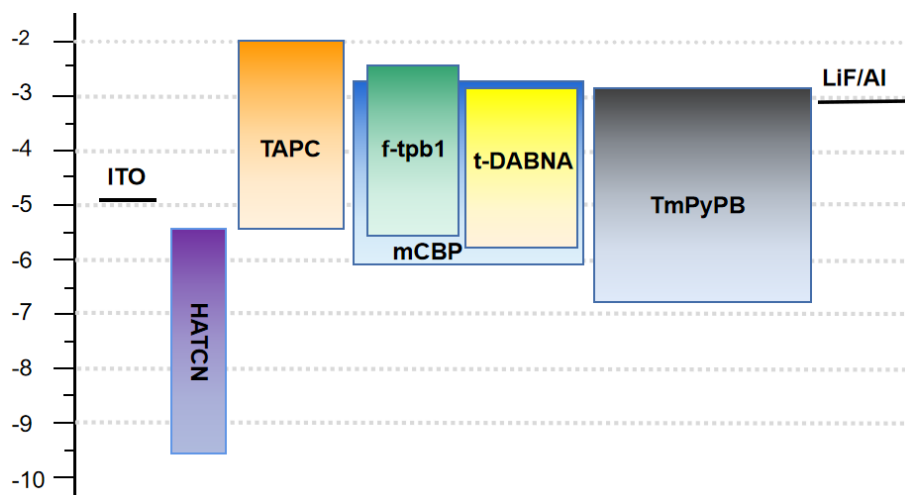 -2
-3
-4
-5
-6
-7
-8
-9
-10
ITO
HATCN
TAPC
f-tpb1
t-DABNA
mCBP
TmPyPB
LiF/Al